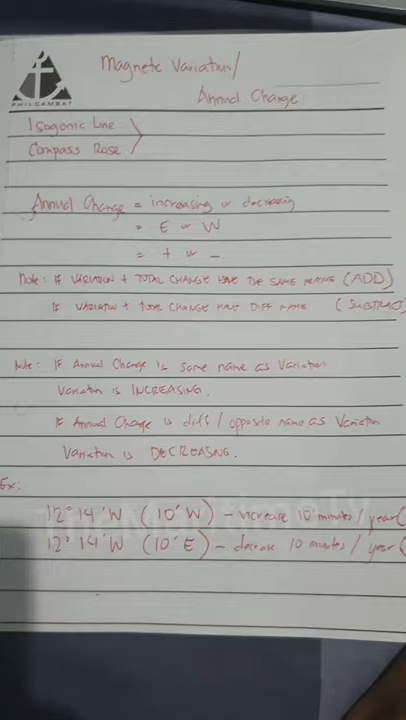 Magnetic Variation/
Annual Change
PHILCAMSAT
Isogonic Line
Compass Rose
Annual Change = increasing or decreasing
= E or W
= + or -
Note: IF VARIATION + TOTAL CHANGE HAVE THE SAME NAME (ADD)
IF VARIATION + TOTAL CHANGE HAVE DIFF NAME (SUBTRACT
Note: IF Annual Change is same name as Variation
Variation is INCREASING.
IF Annual Change is diff/opposite name as Variation
Variation is DECREASING.
Ex:
12° 14' W (10' W) - increase 10 minutes/year (
12° 14' W (10' E) - decrease 10 minutes/year (